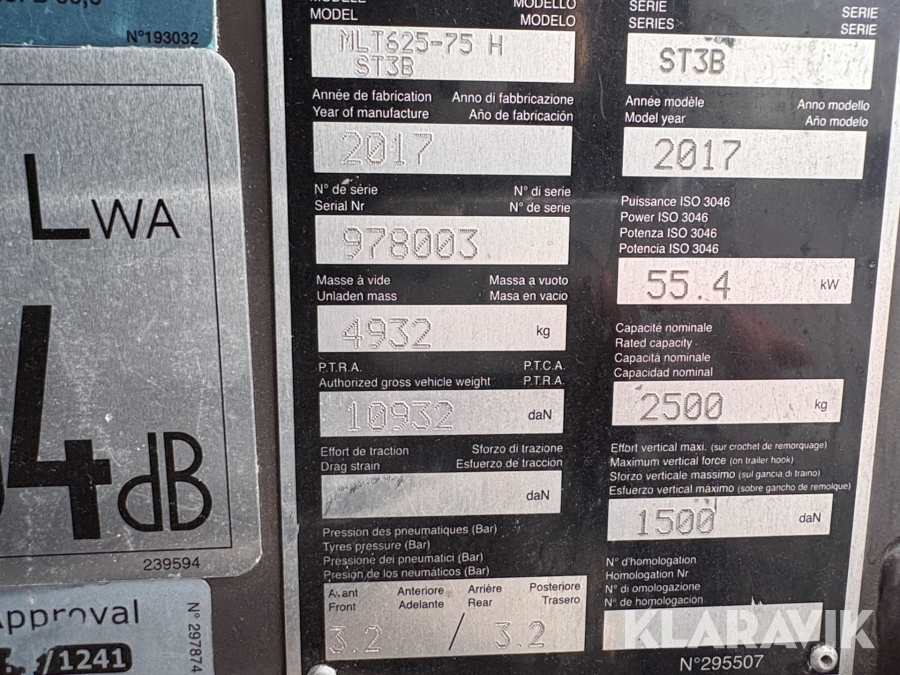 N°193032
LWA
4dB
239594
Approval
/1241
N° 297874
MODEL
MODELLO
MODELO
MLT625-75 H
ST3B
Année de fabrication
Anno di fabbricazione
Year of manufacture
Año de fabricación
2017
N° de série
N° di serie
Serial Nr
N° de serie
978003
Masse à vide
Massa a vuoto
Unladen mass
Masa en vacio
4932 kg
P.T.R.A.
P.T.C.A.
Authorized gross vehicle weight
P.T.R.A.
10932 daN
Effort de traction
Sforzo di trazione
Drag strain
Esfuerzo de tracción
daN
Pression des pneumatiques (Bar)
Tyres pressure (Bar)
Pressione dei pneumatici (Bar)
Presion de los neumáticos (Bar)
Avant
Anteriore
Arrière
Posteriore
Front
Adelante
Rear
Trasero
3.2 / 3.2
SÉRIE
SERIE
SERIES
SERIE
ST3B
Année modèle
Anno modello
Model year
Año modelo
2017
Puissance ISO 3046
Power ISO 3046
Potenza ISO 3046
Potencia ISO 3046
55.4 kW
Capacité nominale
Rated capacity
Capacità nominale
Capacidad nominal
2500 kg
Effort vertical maxi. (sur crochet de remorquage)
Maximum vertical force (on trailer hook)
Sforzo verticale massimo (sul gancia di traino)
Esfuerzo vertical máximo (sobre gancho de remolque)
1500 daN
N° d'homologation
Homologation Nr
N° di omologazione
N° de homologación
KLARAVIK
N°295507